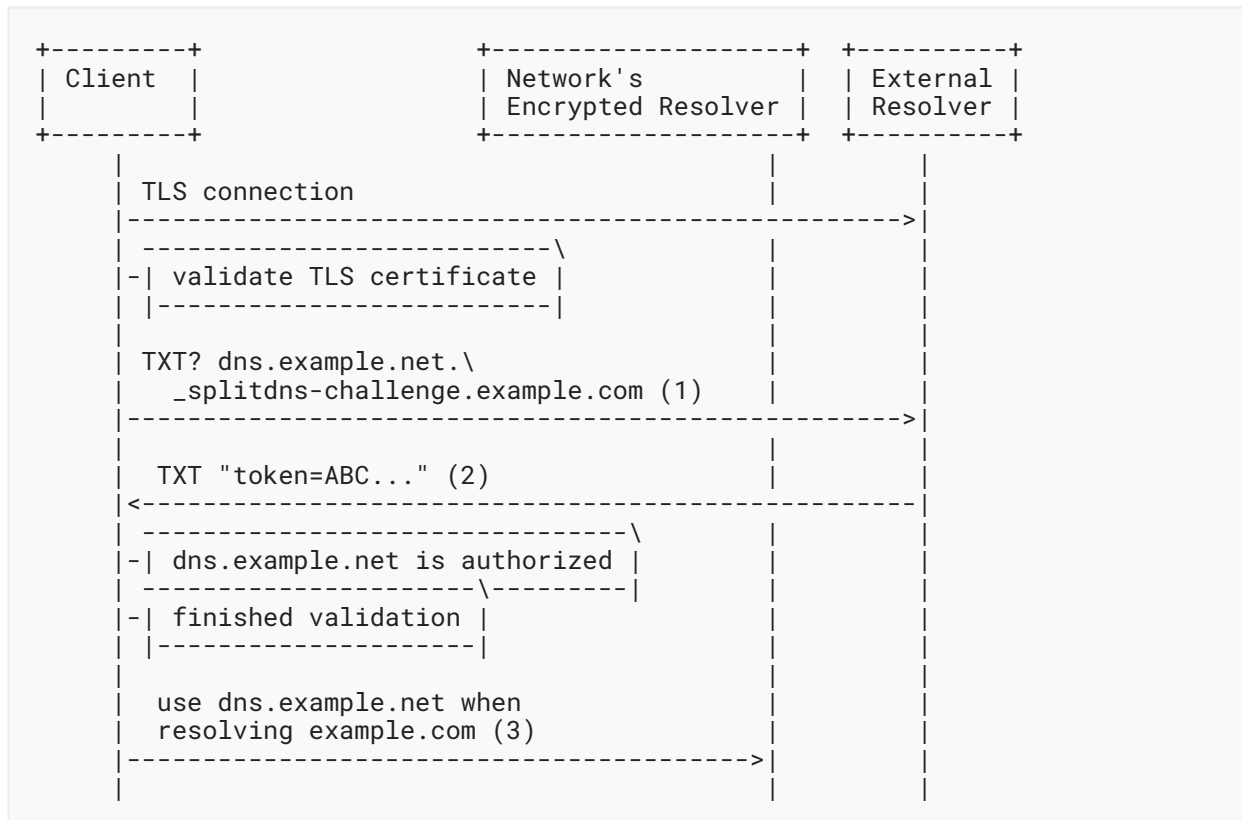 Client
Network's
Encrypted Resolver
External
Resolver
TLS connection
validate TLS certificate
TXT? dns.example.net.\
_splitdns-challenge.example.com (1)
TXT "token=ABC..." (2)
dns.example.net is authorized
finished validation
use dns.example.net when
resolving example.com (3)